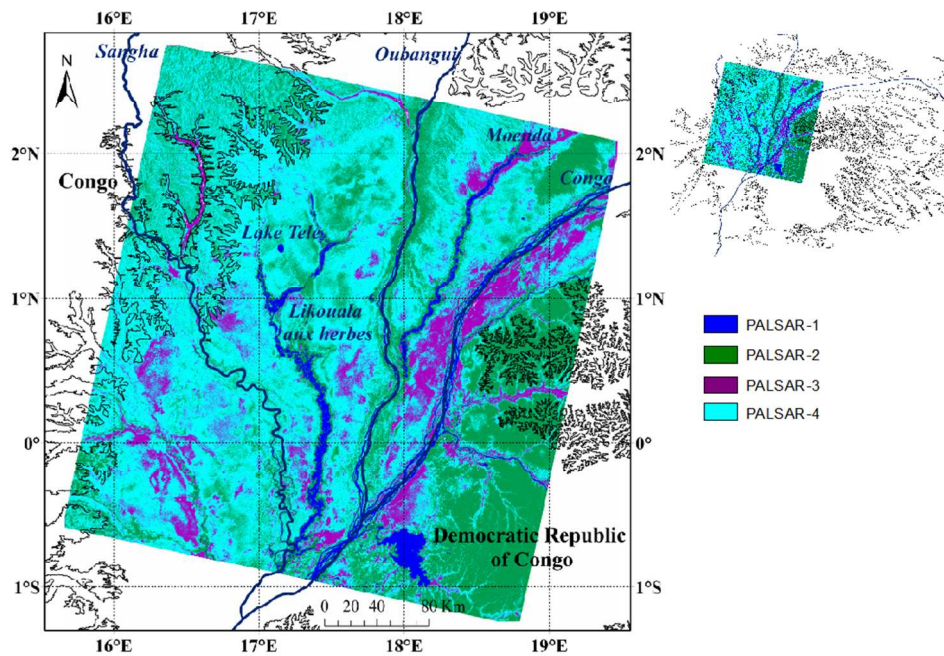 16°E 17°E 18°E 19°E
Sangha
Oubangui
N
Moenda
2°N 2°N
Congo
Congo
Lake Tele
1°N 1°N
Likouala
aux herbes
0° 0°
Democratic Republic
of Congo
1°S 1°S
0 20 40 80 Km
16°E 17°E 18°E 19°E
PALSAR-1
PALSAR-2
PALSAR-3
PALSAR-4